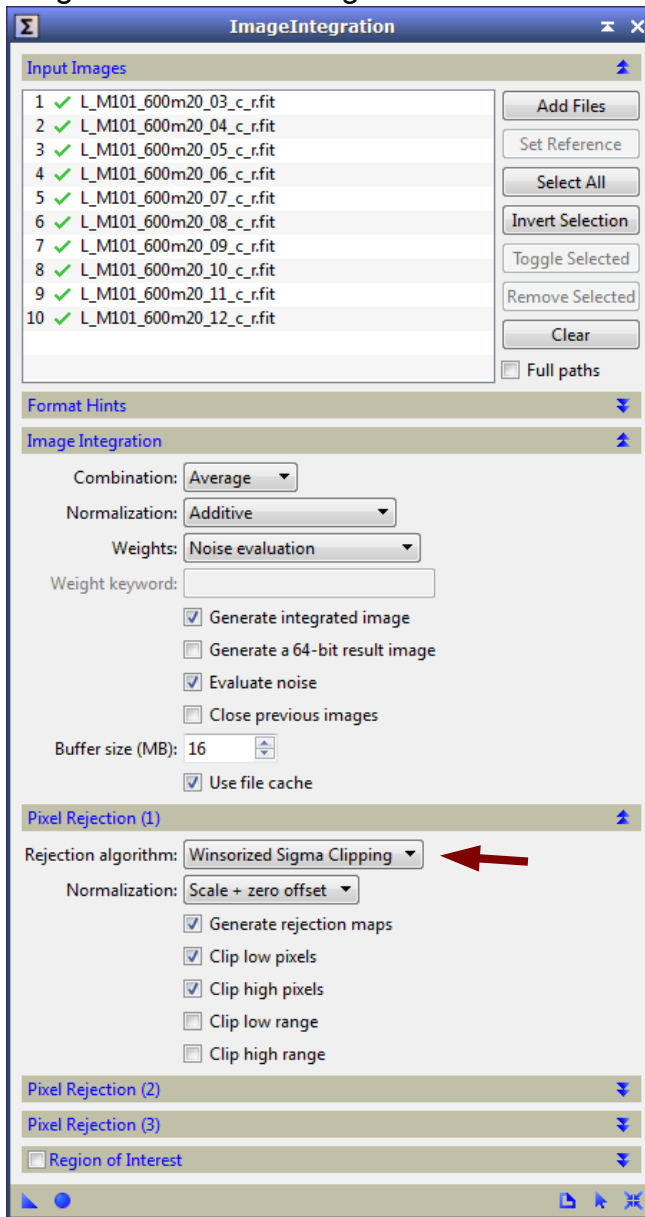 ImageIntegration
Input Images
1 L_M101_600m20_03_c_r.fit
2 L_M101_600m20_04_c_r.fit
3 L_M101_600m20_05_c_r.fit
4 L_M101_600m20_06_c_r.fit
5 L_M101_600m20_07_c_r.fit
6 L_M101_600m20_08_c_r.fit
7 L_M101_600m20_09_c_r.fit
8 L_M101_600m20_10_c_r.fit
9 L_M101_600m20_11_c_r.fit
10 L_M101_600m20_12_c_r.fit
Add Files
Set Reference
Select All
Invert Selection
Toggle Selected
Remove Selected
Clear
Full paths
Format Hints
Image Integration
Combination: Average
Normalization: Additive
Weights: Noise evaluation
Weight keyword:
Generate integrated image
Generate a 64-bit result image
Evaluate noise
Close previous images
Buffer size (MB): 16
Use file cache
Pixel Rejection (1)
Rejection algorithm: Winsorized Sigma Clipping
Normalization: Scale + zero offset
Generate rejection maps
Clip low pixels
Clip high pixels
Clip low range
Clip high range
Pixel Rejection (2)
Pixel Rejection (3)
Region of Interest